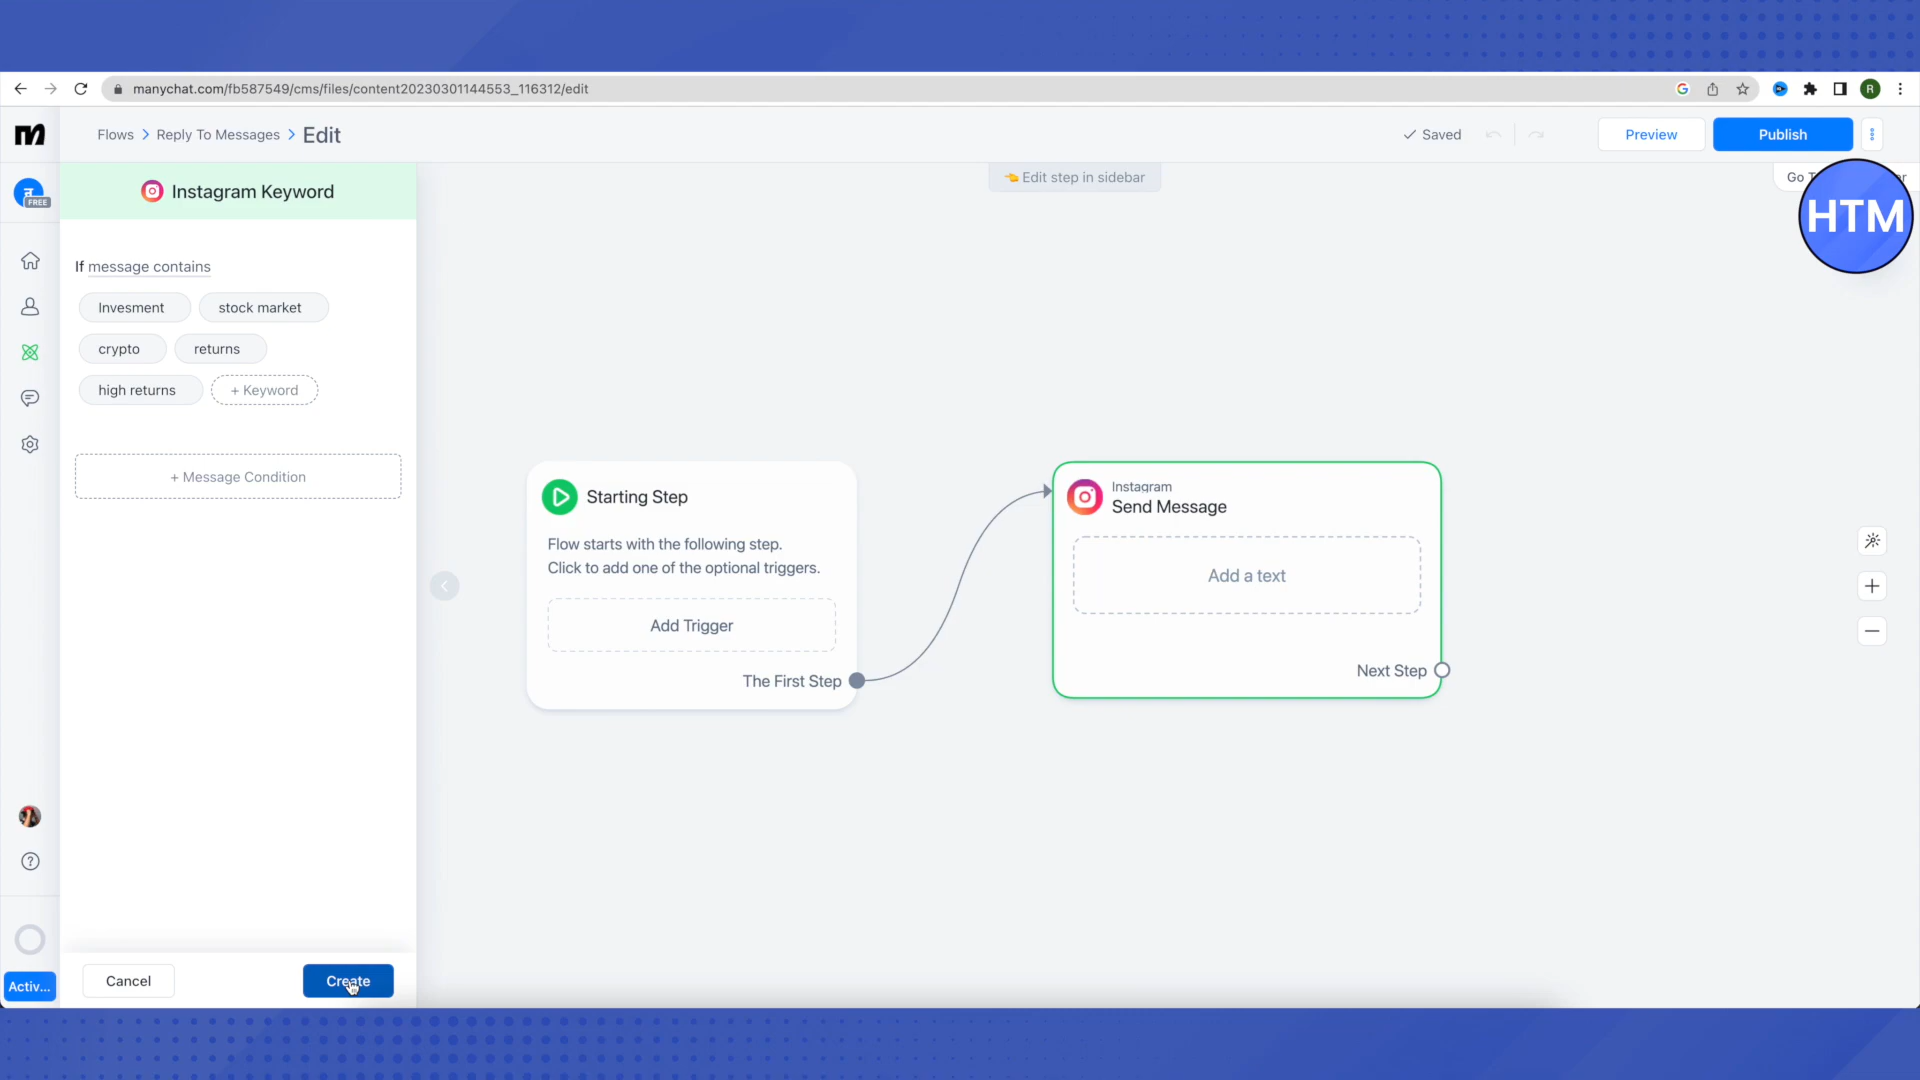 manychat.com/fb587549/cms/files/content20230301144553_116312/edit
R
Flows > Reply To Messages > Edit
Saved
Preview
Publish
Instagram Keyword
Edit step in sidebar
Go
HTM
FREE
If message contains
Invesment
stock market
crypto
returns
high returns
+ Keyword
+ Message Condition
Starting Step
Flow starts with the following step.
Click to add one of the optional triggers.
Add Trigger
The First Step
Instagram
Send Message
Add a text
Next Step
Cancel
Create
Activ...